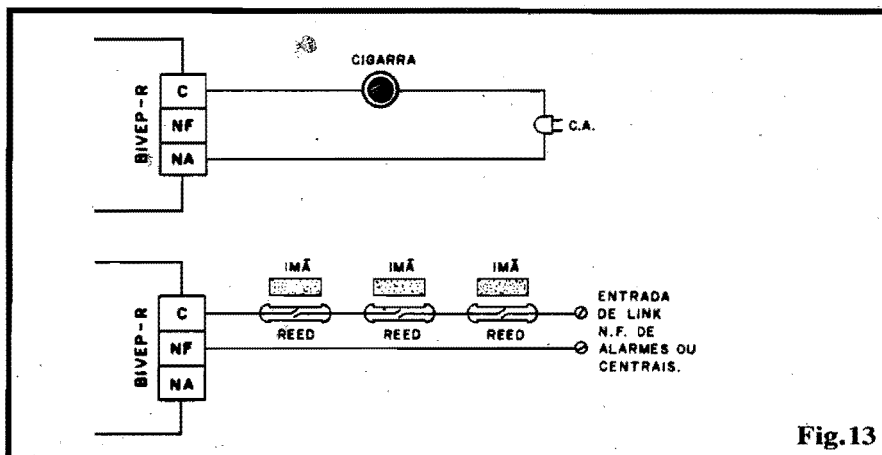 CIGARRA
BIVEP-R
C
NF
NA
C.A.
IMÃ IMÃ IMÃ
BIVEP-R
C
NF
NA
REED REED REED
ENTRADA
DE LINK
N.F. DE
ALARMES OU
CENTRAIS.
Fig.13